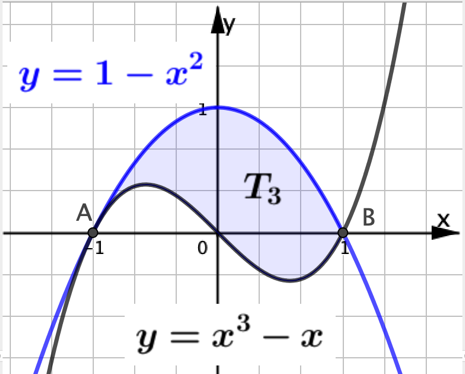 y
y = 1 − x²
1
T₃
A
B
x
-1
0
1
y = x³ − x